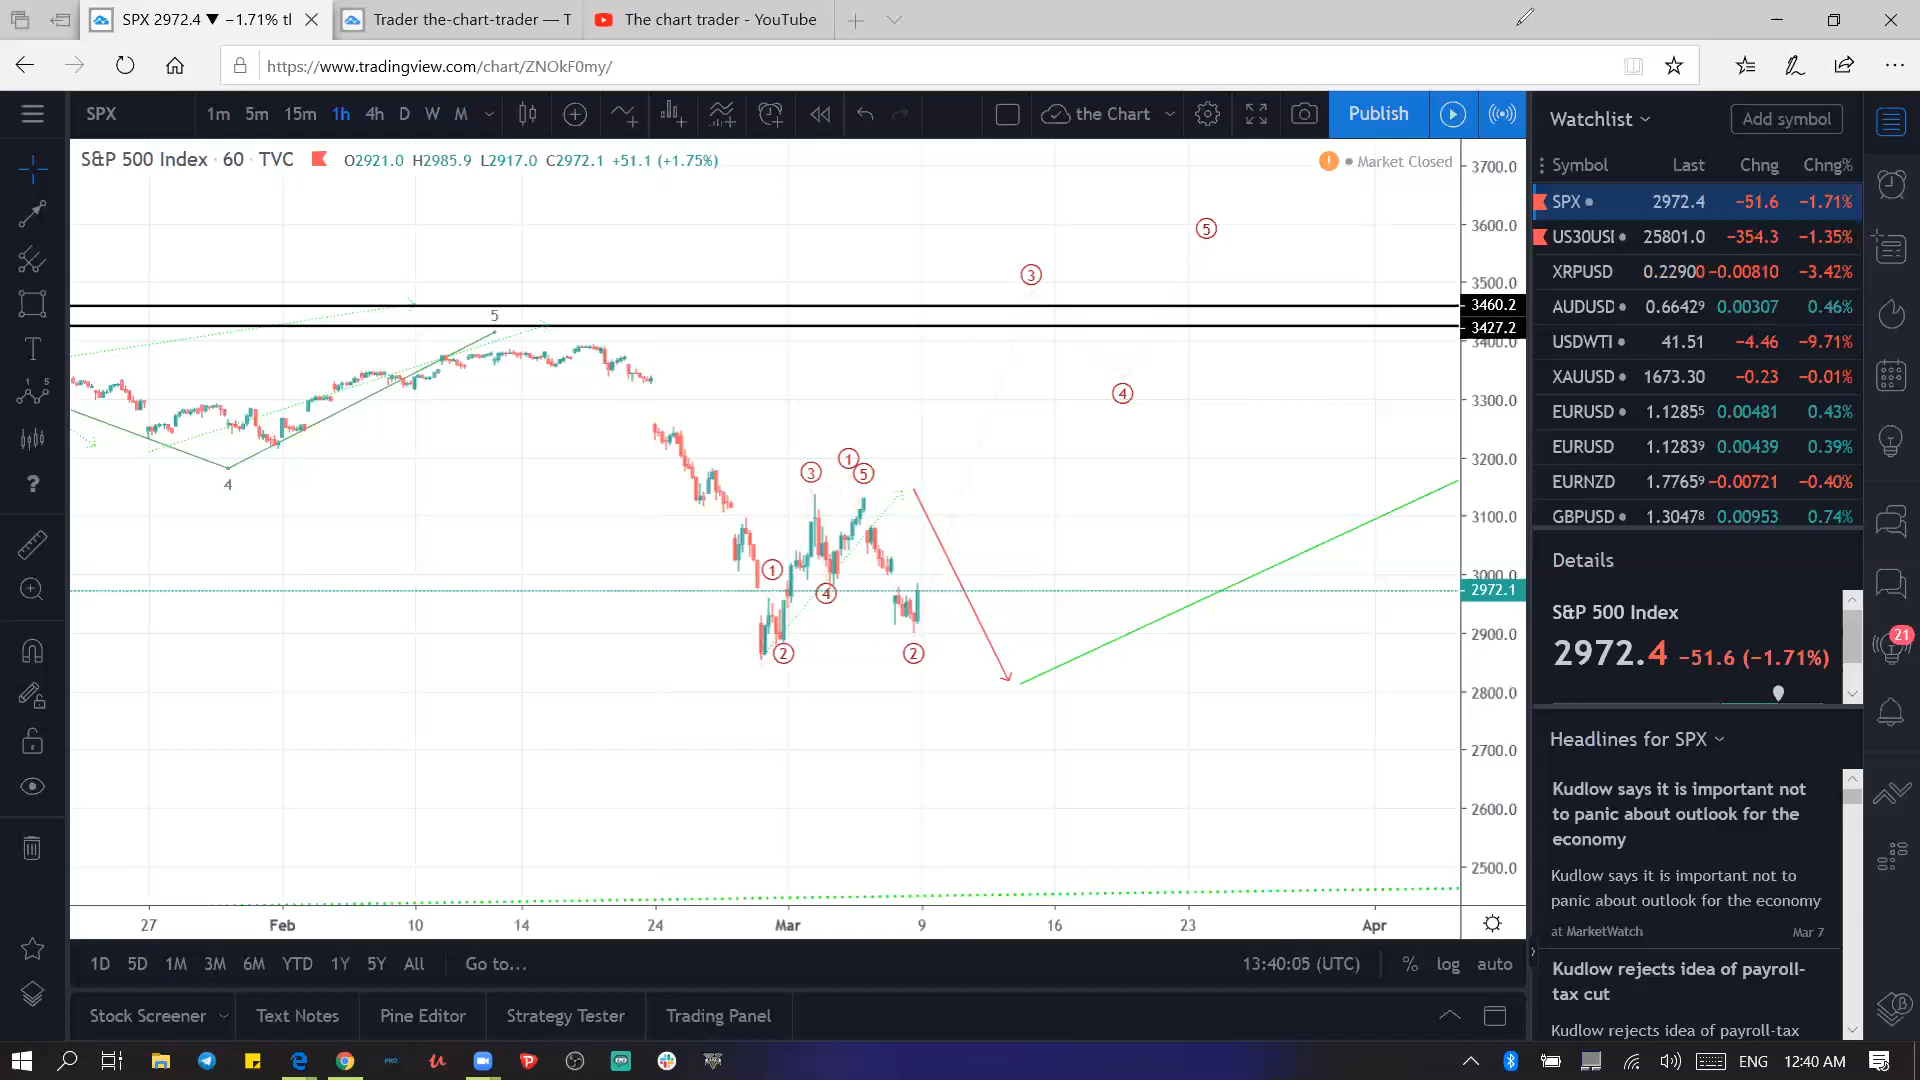 SPX 2972.4 ▼ −1.71% tl
Trader the-chart-trader — T
The chart trader - YouTube
https://www.tradingview.com/chart/ZNOkF0my/
SPX
1m 5m 15m 1h 4h D W M
the Chart
Publish
S&P 500 Index · 60 · TVC
O2921.0 H2985.9 L2917.0 C2972.1 +51.1 (+1.75%)
Market Closed
3700.0
3600.0
3500.0
3460.2
3427.2
3400.0
3300.0
3200.0
3100.0
3000.0
2972.1
2900.0
2800.0
2700.0
2600.0
2500.0
5
3
5
4
4
3
1
5
1
4
2
2
27 Feb 10 14 24 Mar 9 16 23 Apr
1D 5D 1M 3M 6M YTD 1Y 5Y All Go to...
13:40:05 (UTC) % log auto
Stock Screener Text Notes Pine Editor Strategy Tester Trading Panel
Watchlist Add symbol
Symbol Last Chng Chng%
SPX 2972.4 −51.6 −1.71%
US30USI 25801.0 −354.3 −1.35%
XRPUSD 0.22900 −0.00810 −3.42%
AUDUSD 0.66429 0.00307 0.46%
USDWTI 41.51 −4.46 −9.71%
XAUUSD 1673.30 −0.23 −0.01%
EURUSD 1.12855 0.00481 0.43%
EURUSD 1.12839 0.00439 0.39%
EURNZD 1.77659 −0.00721 −0.40%
GBPUSD 1.30478 0.00953 0.74%
Details
S&P 500 Index
2972.4 −51.6 (−1.71%)
21
Headlines for SPX
Kudlow says it is important not
to panic about outlook for the
economy
Kudlow says it is important not to
panic about outlook for the economy
at MarketWatch Mar 7
Kudlow rejects idea of payroll-
tax cut
Kudlow rejects idea of payroll-tax
ENG 12:40 AM